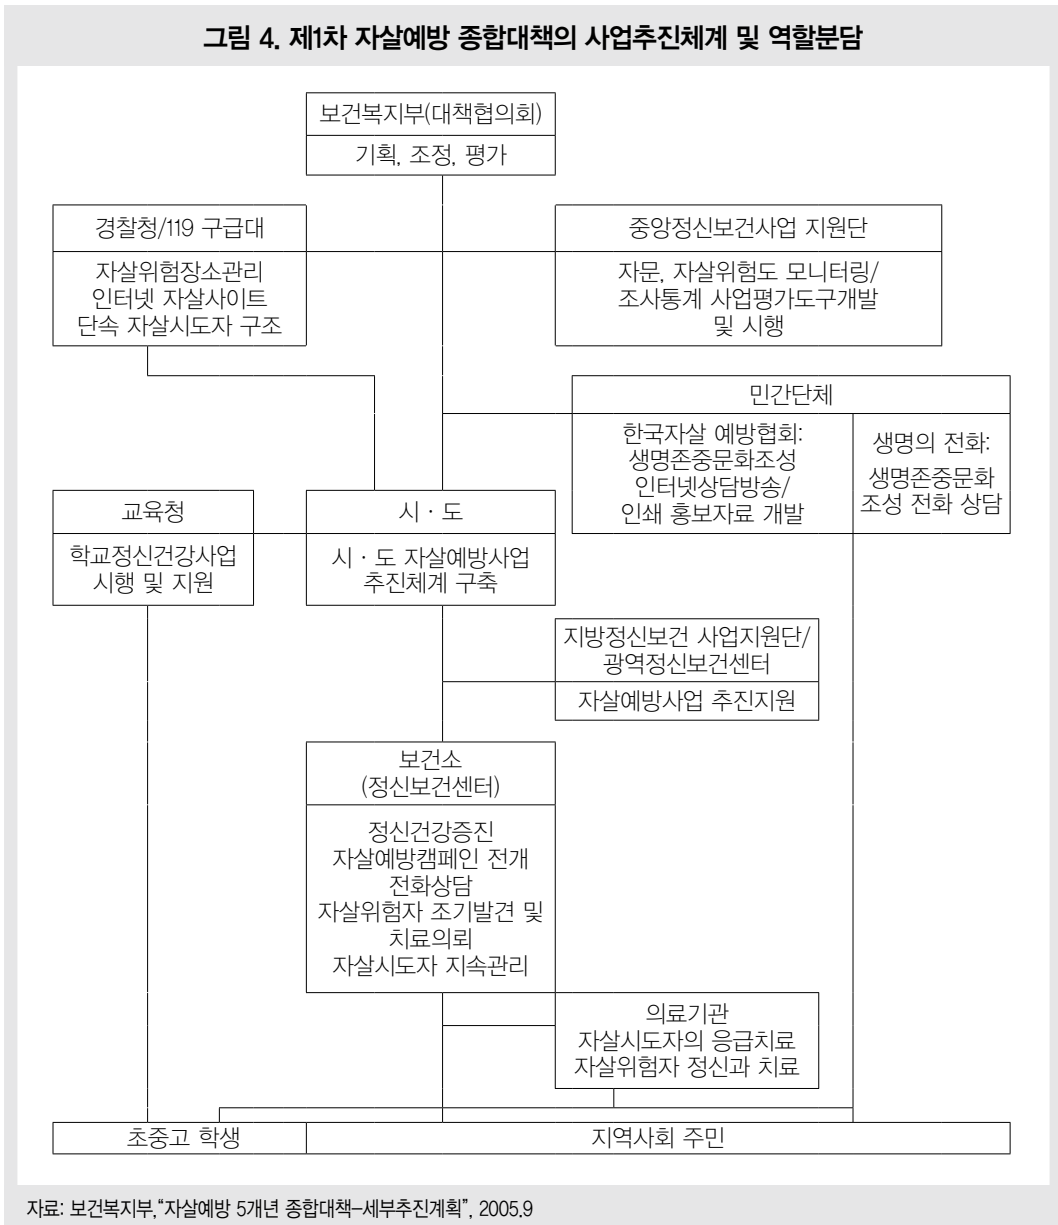 그림 4. 제1차 자살예방 종합대책의 사업추진체계 및 역할분담
보건복지부(대책협의회)
기획, 조정, 평가
경찰청/119 구급대
자살위험장소관리
인터넷 자살사이트
단속 자살시도자 구조
중앙정신보건사업 지원단
자문, 자살위험도 모니터링/
조사통계 사업평가도구개발
및 시행
민간단체
한국자살 예방협회:
생명존중문화조성
인터넷상담방송/
인쇄 홍보자료 개발
생명의 전화:
생명존중문화
조성 전화 상담
교육청
학교정신건강사업
시행 및 지원
시 · 도
시 · 도 자살예방사업
추진체계 구축
지방정신보건 사업지원단/
광역정신보건센터
자살예방사업 추진지원
보건소
(정신보건센터)
정신건강증진
자살예방캠페인 전개
전화상담
자살위험자 조기발견 및
치료의뢰
자살시도자 지속관리
의료기관
자살시도자의 응급치료
자살위험자 정신과 치료
초중고 학생
지역사회 주민
자료: 보건복지부,“자살예방 5개년 종합대책-세부추진계획”, 2005.9